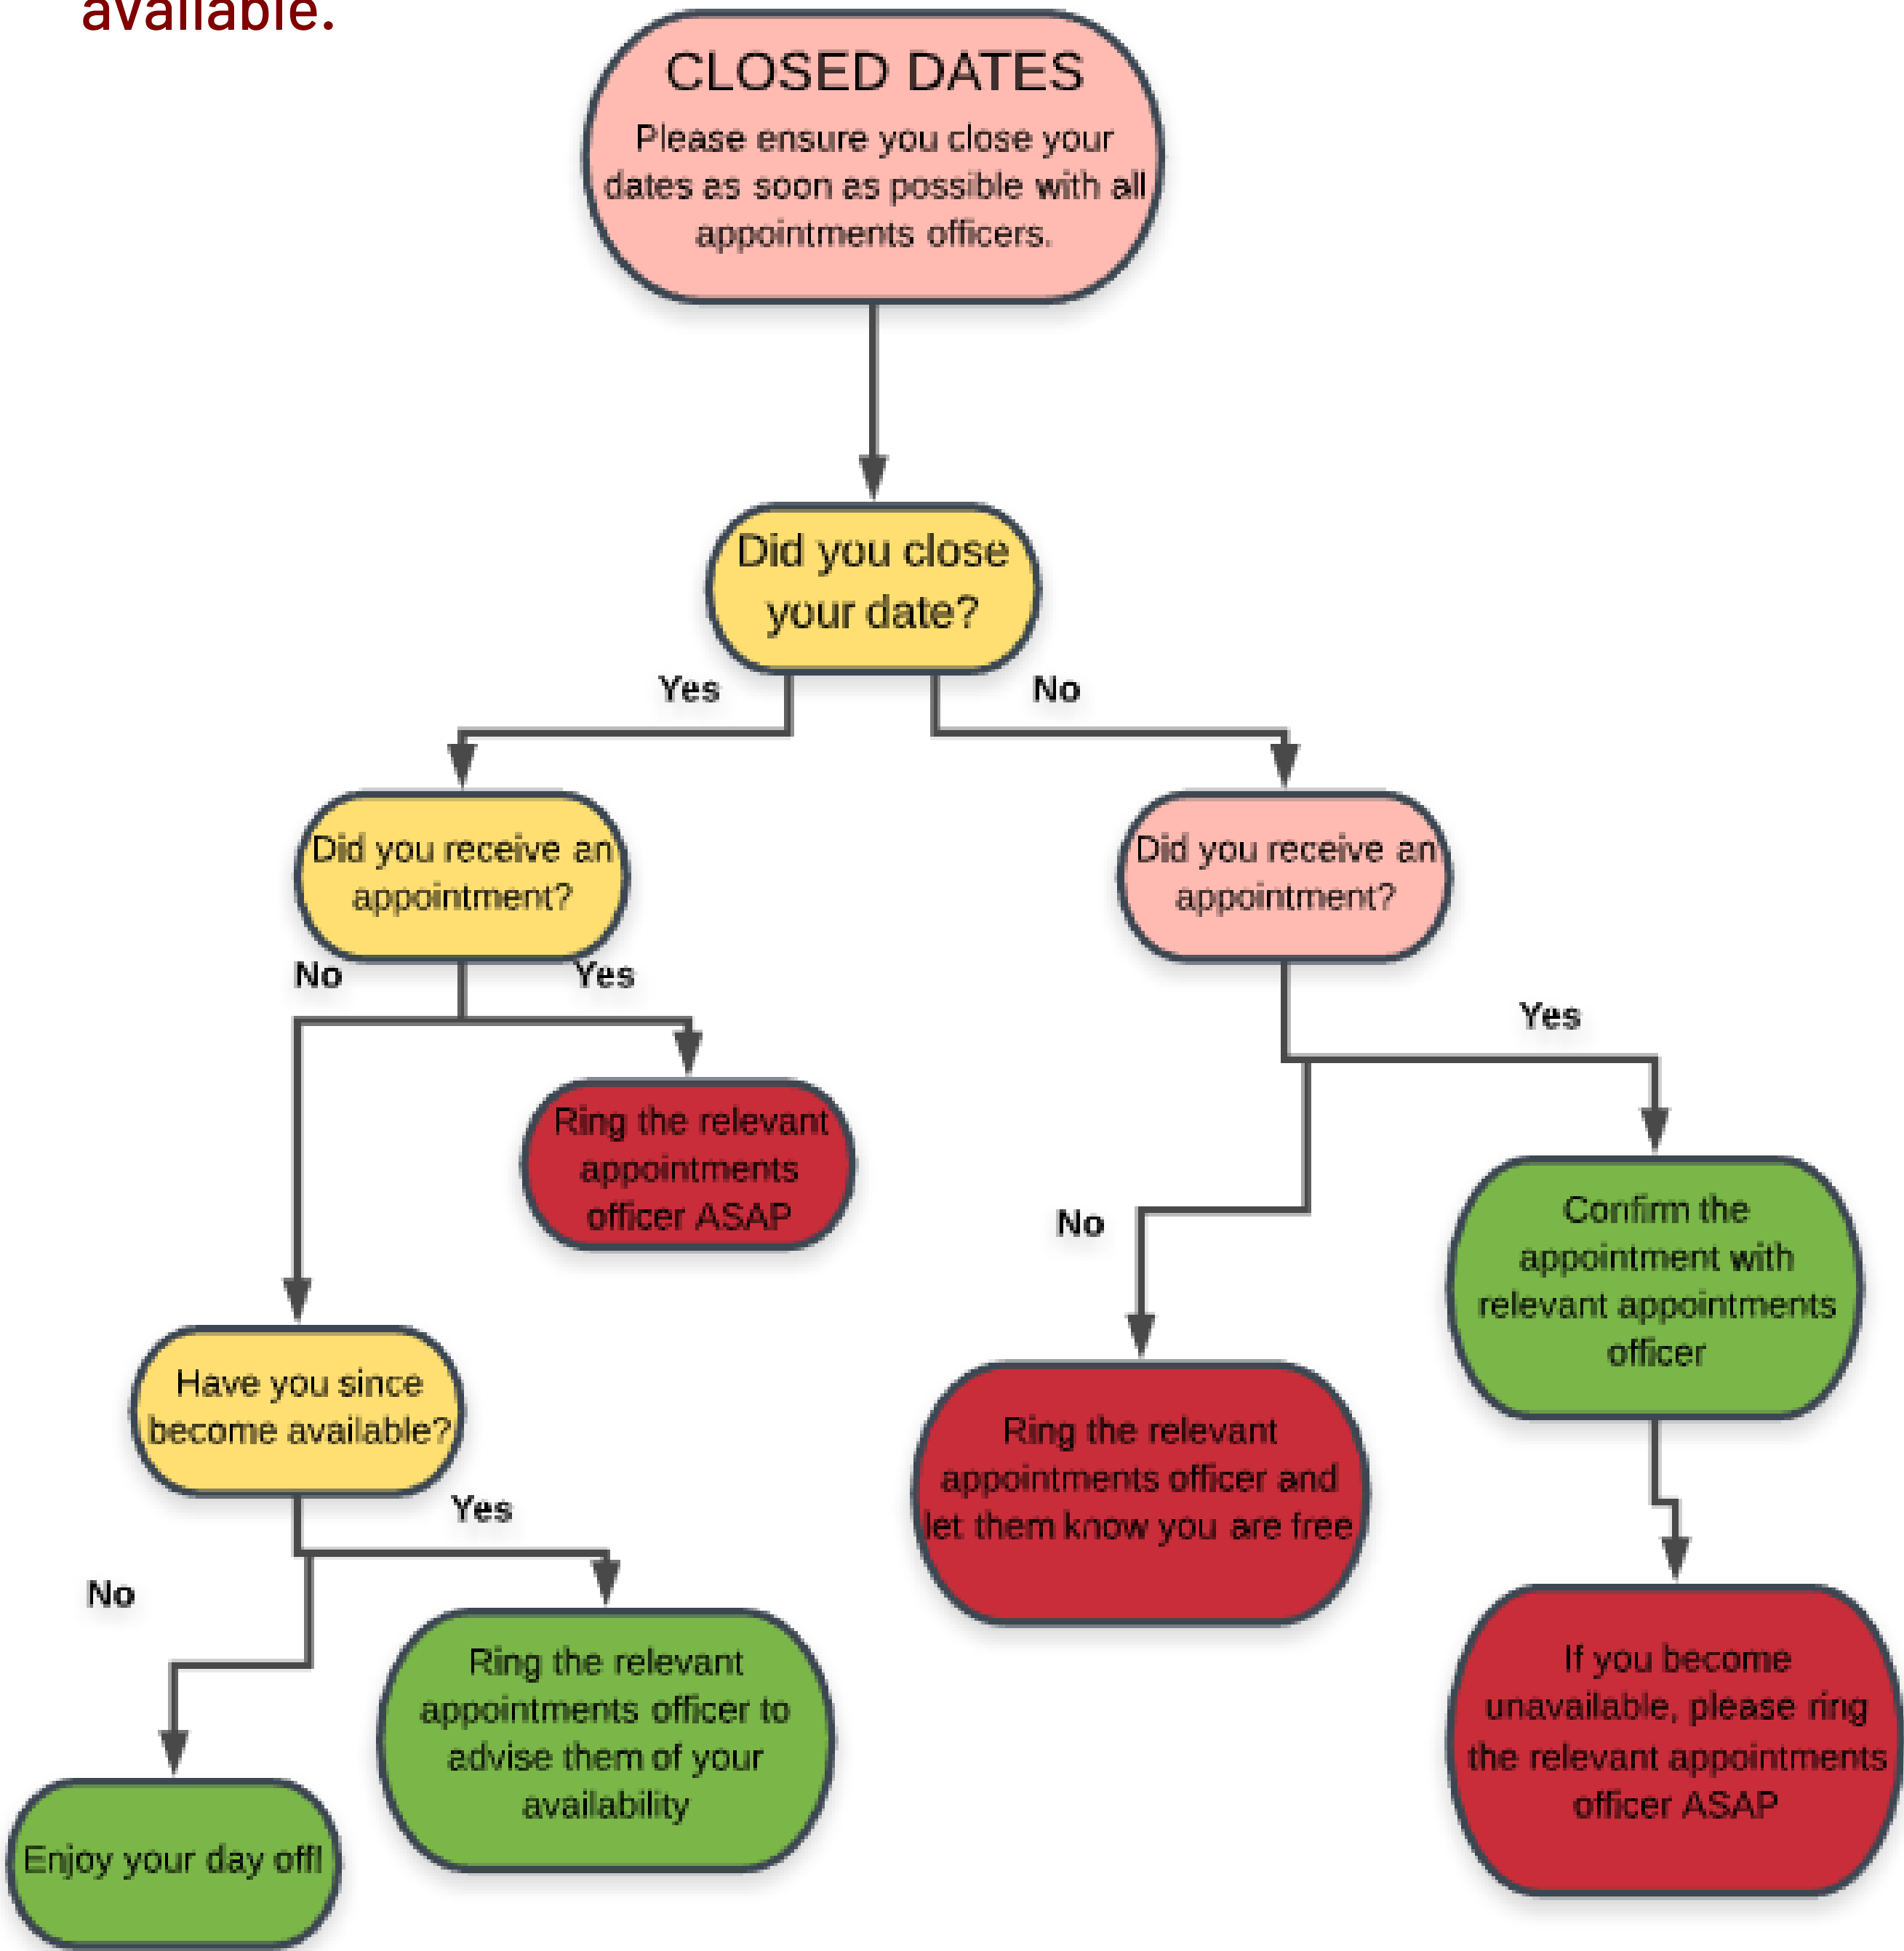 available.
CLOSED DATES
Please ensure you close your
dates as soon as possible with all
appointments officers.
Did you close
your date?
Yes
No
Did you receive an
appointment?
Did you receive an
appointment?
No
Yes
Yes
Ring the relevant
appointments
officer ASAP
Confirm the
appointment with
relevant appointments
officer
No
Have you since
become available?
Ring the relevant
appointments officer and
let them know you are free
Yes
No
Ring the relevant
appointments officer to
advise them of your
availability
If you become
unavailable, please ring
the relevant appointments
officer ASAP
Enjoy your day off!